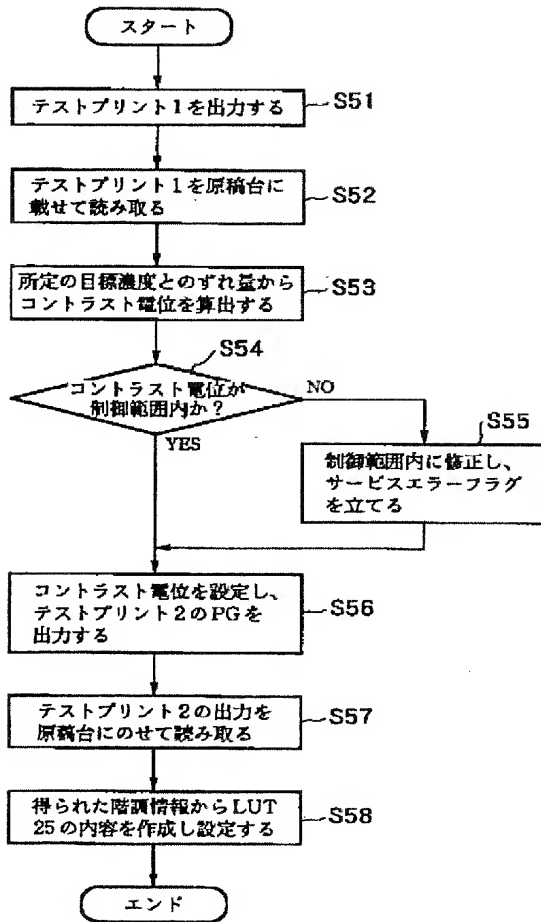 スタート
テストプリント1を出力する
S51
テストプリント1を原稿台に
載せて読み取る
S52
所定の目標濃度とのずれ量から
コントラスト電位を算出する
S53
S54
コントラスト電位が
制御範囲内か?
NO
YES
S55
制御範囲内に修正し、
サービスエラーフラグ
を立てる
コントラスト電位を設定し、
テストプリント2のPGを
出力する
S56
テストプリント2の出力を
原稿台にのせて読み取る
S57
得られた階調情報からLUT
25の内容を作成し設定する
S58
エンド